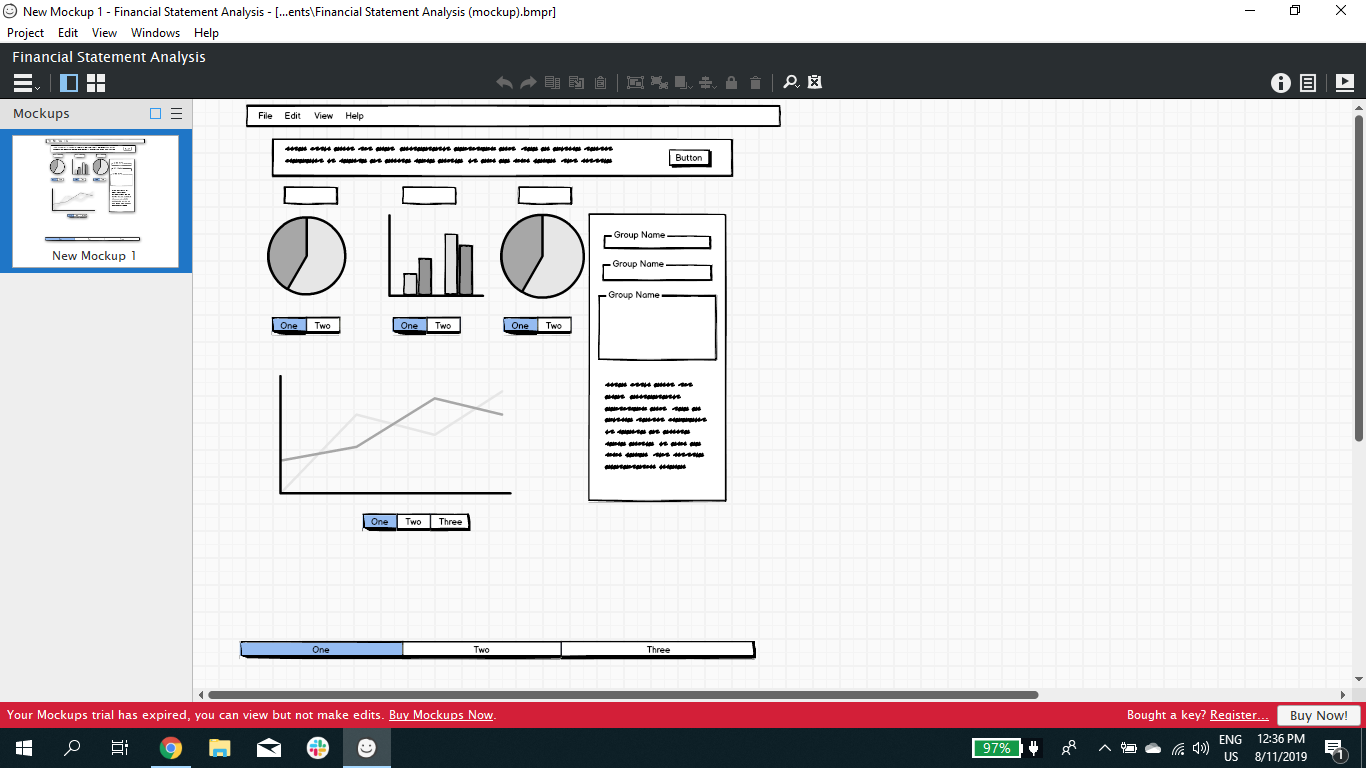 New Mockup 1 - Financial Statement Analysis - [...ents\Financial Statement Analysis (mockup).bmpr]
Project Edit View Windows Help
Financial Statement Analysis
Mockups
New Mockup 1
File Edit View Help
Button
Group Name
Group Name
Group Name
One Two
One Two
One Two
One Two Three
One Two Three
Your Mockups trial has expired, you can view but not make edits. Buy Mockups Now.
Bought a key? Register... Buy Now!
97%
ENG
US
12:36 PM
8/11/2019
1